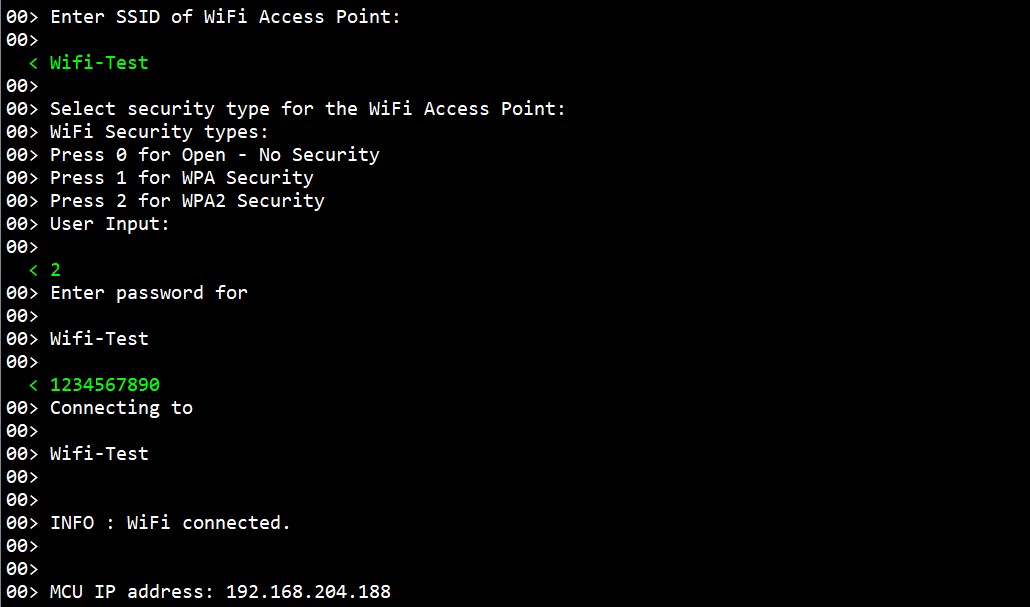 00> Enter SSID of WiFi Access Point:
00>
< Wifi-Test
00>
00> Select security type for the WiFi Access Point:
00> WiFi Security types:
00> Press 0 for Open - No Security
00> Press 1 for WPA Security
00> Press 2 for WPA2 Security
00> User Input:
00>
< 2
00> Enter password for
00>
00> Wifi-Test
00>
< 1234567890
00> Connecting to
00>
00> Wifi-Test
00>
00>
00> INFO : WiFi connected.
00>
00>
00> MCU IP address: 192.168.204.188